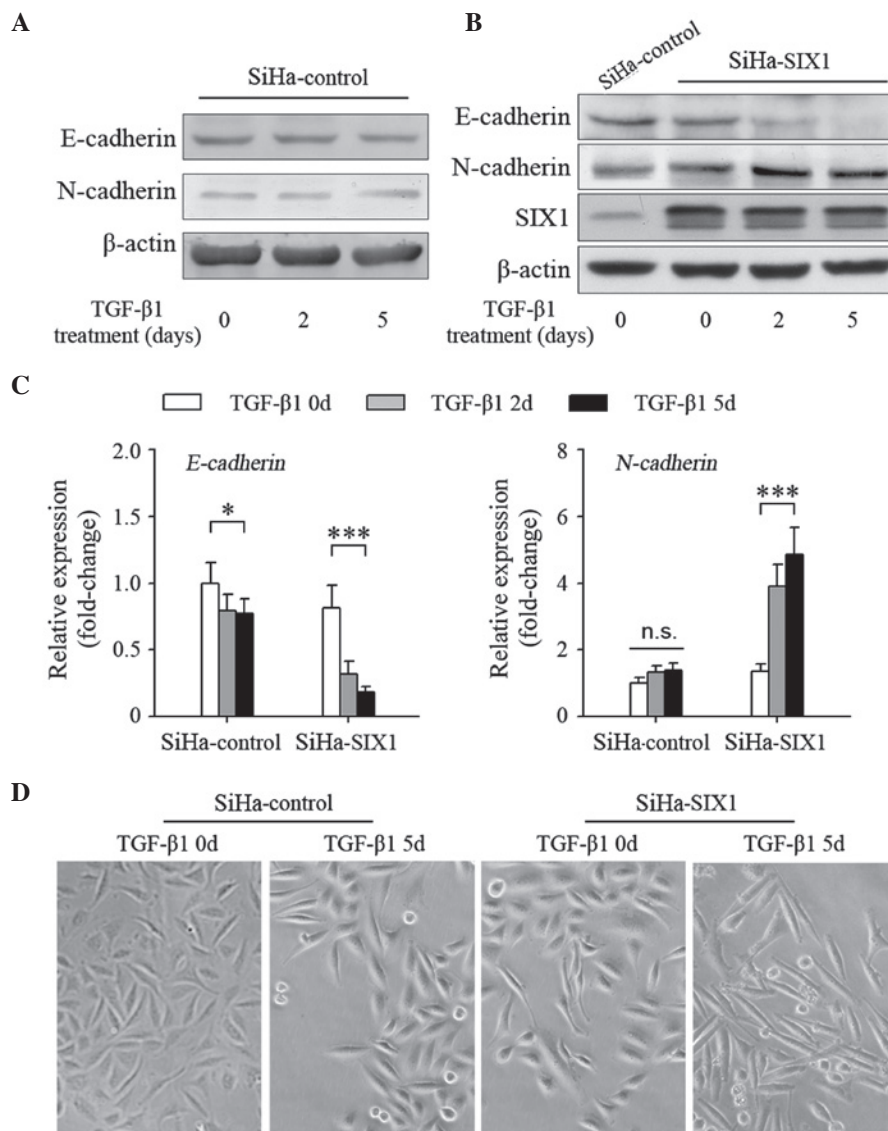 A
SiHa-control
E-cadherin
N-cadherin
β-actin
TGF-β1
treatment (days)
0 2 5
B
SiHa-control
SiHa-SIX1
E-cadherin
N-cadherin
SIX1
β-actin
TGF-β1
treatment (days)
0 0 2 5
C
TGF-β1 0d TGF-β1 2d TGF-β1 5d
E-cadherin
Relative expression
(fold-change)
2.0
1.5
1.0
0.5
0
*
***
SiHa-control SiHa-SIX1
N-cadherin
Relative expression
(fold-change)
8
6
4
2
0
n.s.
***
SiHa-control SiHa-SIX1
D
SiHa-control
SiHa-SIX1
TGF-β1 0d TGF-β1 5d TGF-β1 0d TGF-β1 5d